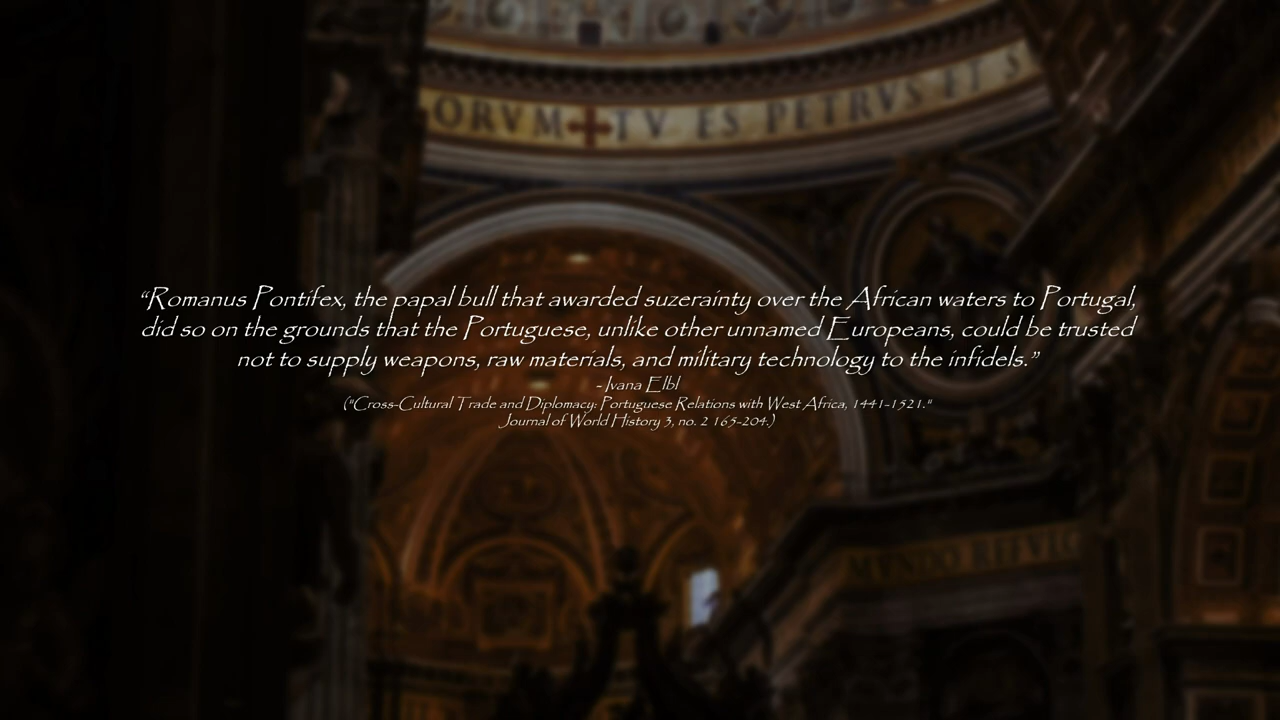 ORVM✝TV ES PETRVS ET S
“Romanus Pontifex, the papal bull that awarded suzerainty over the African waters to Portugal,
did so on the grounds that the Portuguese, unlike other unnamed Europeans, could be trusted
not to supply weapons, raw materials, and military technology to the infidels.”
- Ivana Elbl
("Cross-Cultural Trade and Diplomacy: Portuguese Relations with West Africa, 1441-1521."
Journal of World History 3, no. 2 165-204.)
MVNDO